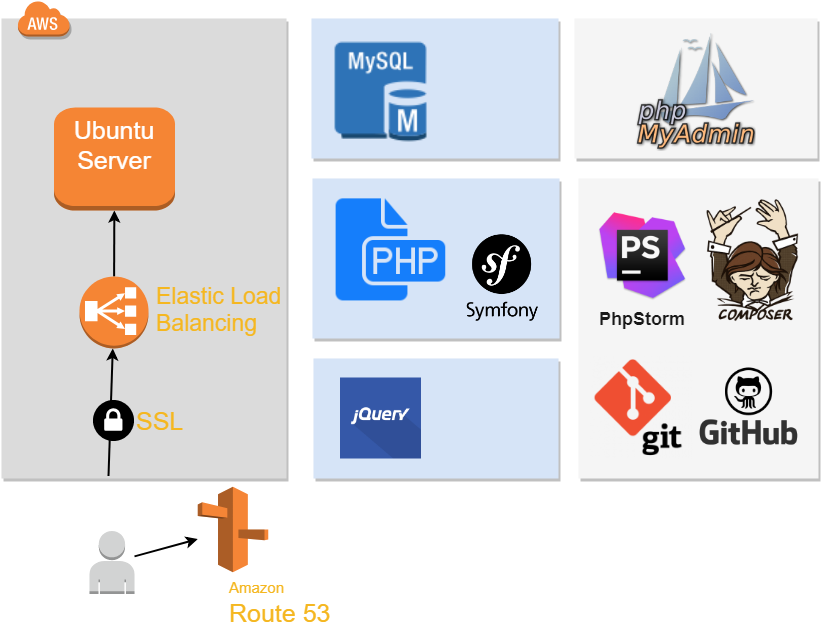 AWS
Ubuntu
Server
Elastic Load
Balancing
SSL
Amazon
Route 53
MySQL
M
php
MyAdmin
PHP
sf
Symfony
PS
PhpStorm
COMPOSER
jQuery
git
GitHub